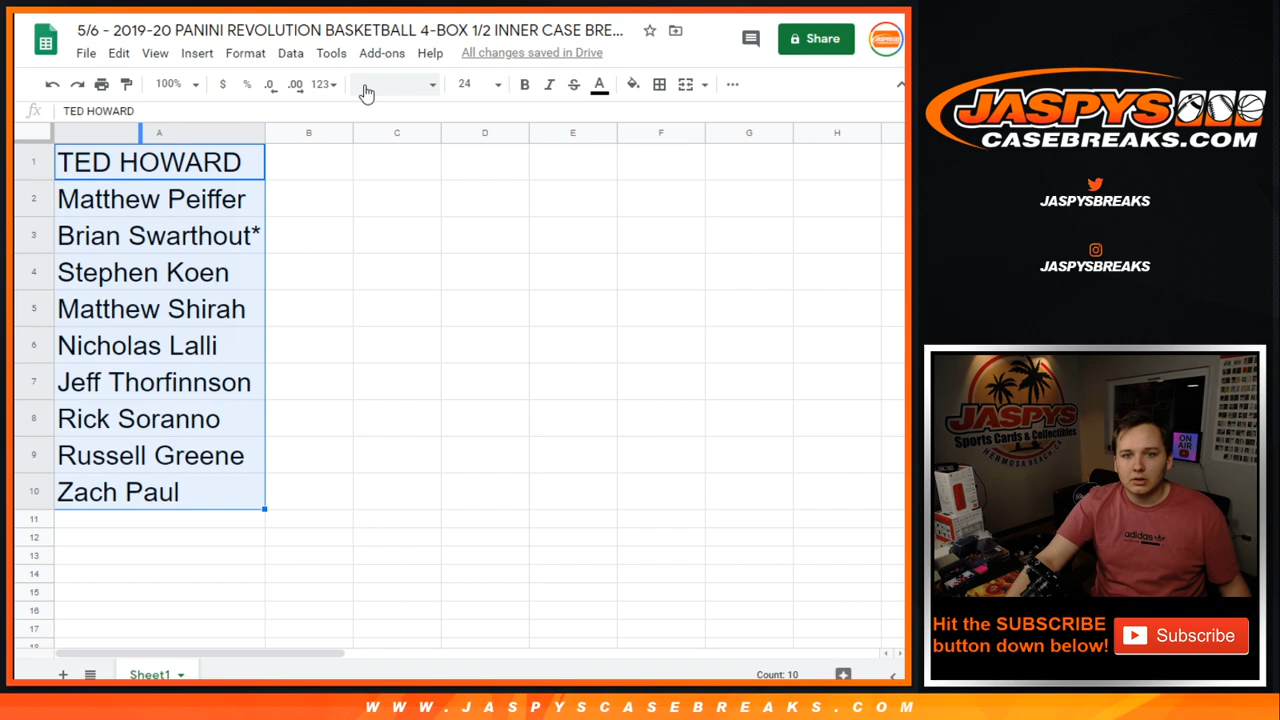 5/6 - 2019-20 PANINI REVOLUTION BASKETBALL 4-BOX 1/2 INNER CASE BRE...
File Edit View Insert Format Data Tools Add-ons Help All changes saved in Drive
Share
100% $ % .0 .00 123 24 B I S A ...
fx TED HOWARD
A B C D E F G H
1 TED HOWARD
2 Matthew Peiffer
3 Brian Swarthout*
4 Stephen Koen
5 Matthew Shirah
6 Nicholas Lalli
7 Jeff Thorfinnson
8 Rick Soranno
9 Russell Greene
10 Zach Paul
11
12
13
14
15
16
17
18
Sheet1
Count: 10
JASPYS
CASEBREAKS.COM
JASPYSBREAKS
JASPYSBREAKS
JASPYS
Sports Cards & Collectibles
HERMOSA BEACH, CA
ON AIR
adidas
Hit the SUBSCRIBE
button down below!
Subscribe
WWW.JASPYSCASEBREAKS.COM